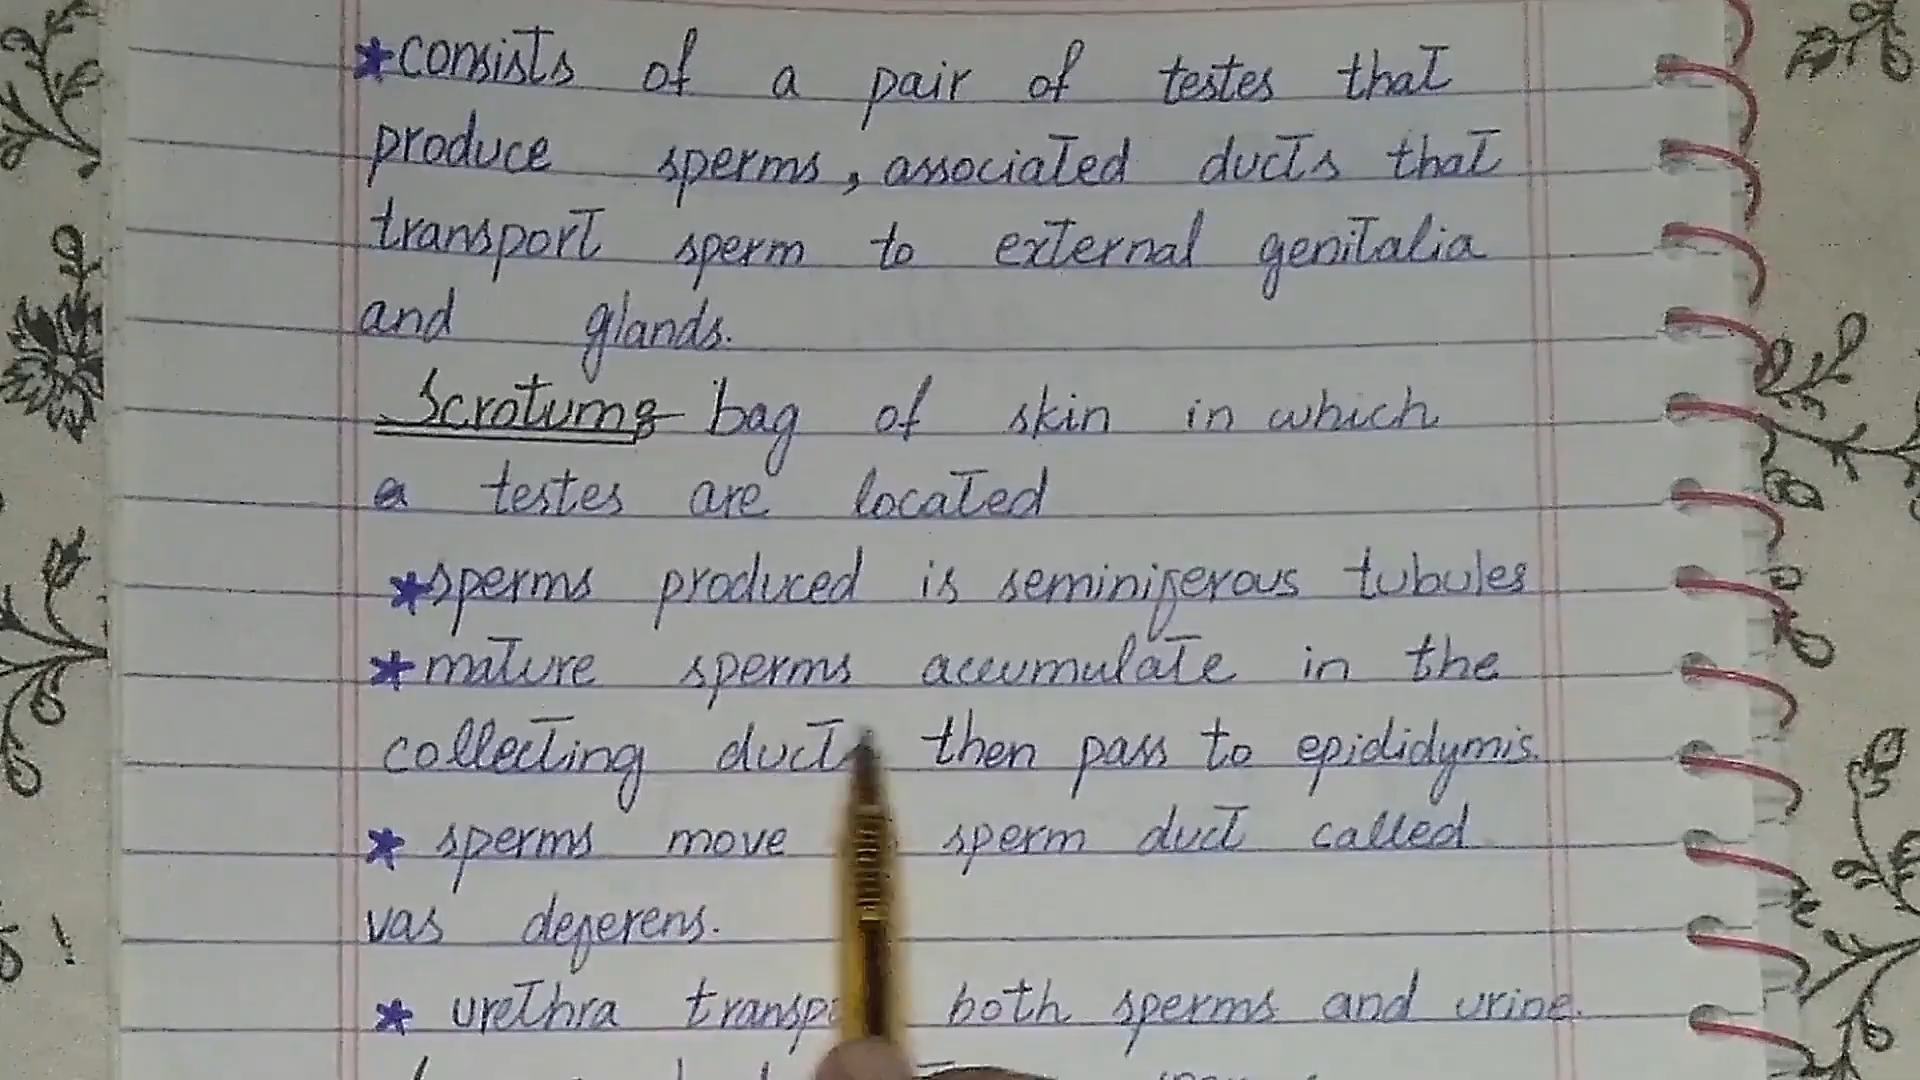 *consists of a pair of testes that
produce sperms, associated ducts that
transport sperm to external genitalia
and glands.
Scrotum:- bag of skin in which
a testes are located
*sperms produced is seminiferous tubules
*mature sperms accumulate in the
collecting ducts then pass to epididymis.
* sperms move sperm duct called
vas deferens.
* urethra both sperms and urine.